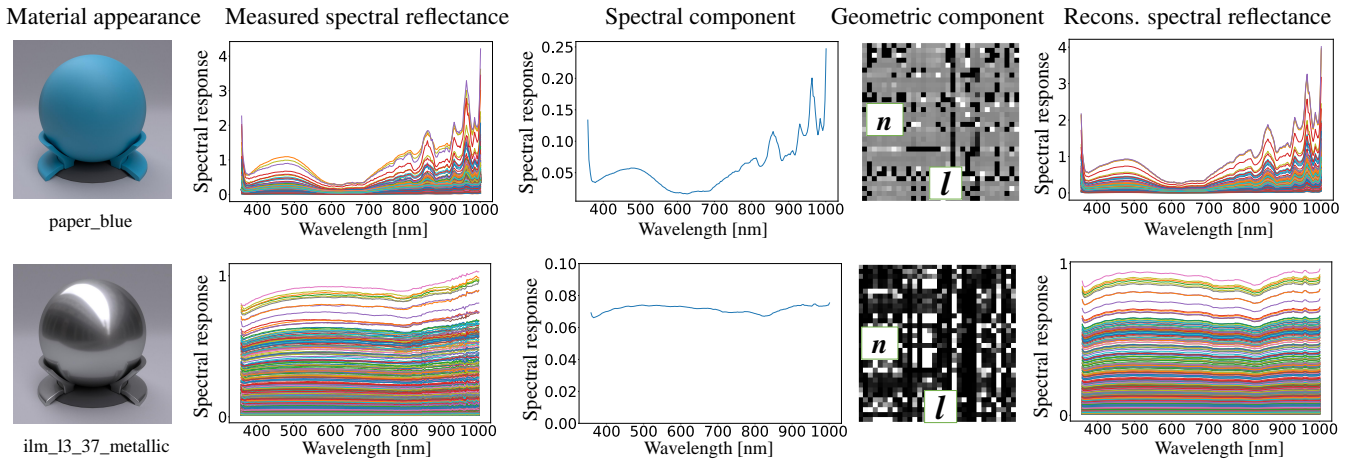 Material appearance Measured spectral reflectance Spectral component Geometric component Recons. spectral reflectance
paper_blue
Spectral response
4
3
2
1
0
400 500 600 700 800 900 1000
Wavelength [nm]
Spectral response
0.25
0.20
0.15
0.10
0.05
400 500 600 700 800 900 1000
Wavelength [nm]
n
l
Spectral response
4
3
2
1
0
400 500 600 700 800 900 1000
Wavelength [nm]
ilm_l3_37_metallic
Spectral response
1
0
400 500 600 700 800 900 1000
Wavelength [nm]
Spectral response
0.10
0.08
0.06
0.04
0.02
0.00
400 500 600 700 800 900 1000
Wavelength [nm]
n
l
Spectral response
1
0
400 500 600 700 800 900 1000
Wavelength [nm]